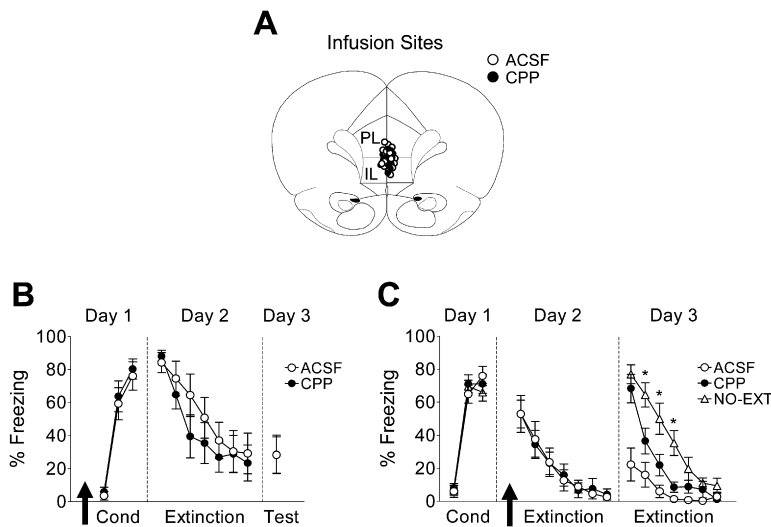 A
Infusion Sites
ACSF
CPP
PL
IL
B
Day 1 Day 2 Day 3
100
80
60
40
20
0
% Freezing
ACSF
CPP
Cond Extinction Test
C
Day 1 Day 2 Day 3
100
80
60
40
20
0
% Freezing
* * *
ACSF
CPP
NO-EXT
Cond Extinction Extinction